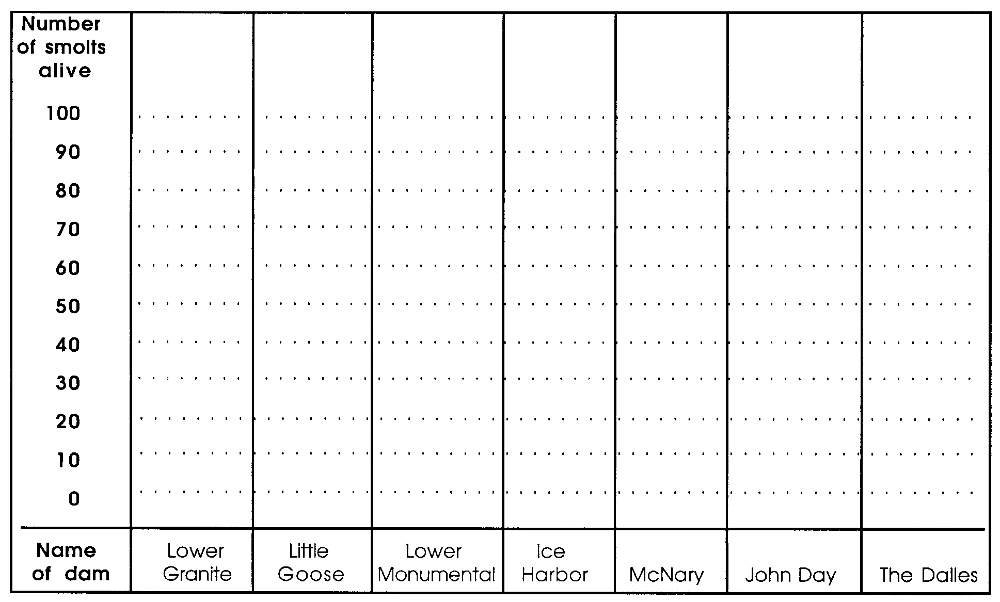 Number
of smolts
alive
100
90
80
70
60
50
40
30
20
10
0
Name
of dam
Lower
Granite
Little
Goose
Lower
Monumental
Ice
Harbor
McNary
John Day
The Dalles